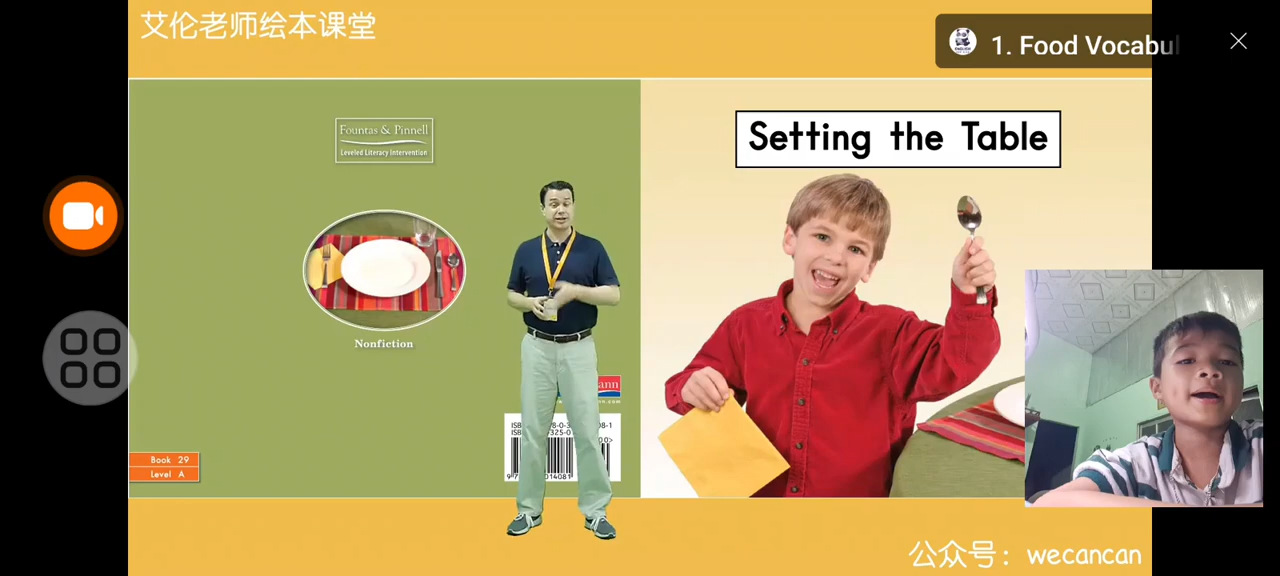 艾伦老师绘本课堂
1. Food Vocabul
Fountas & Pinnell
Leveled Literacy Intervention
Setting the Table
Nonfiction
Book 29
Level A
公众号：wecancan